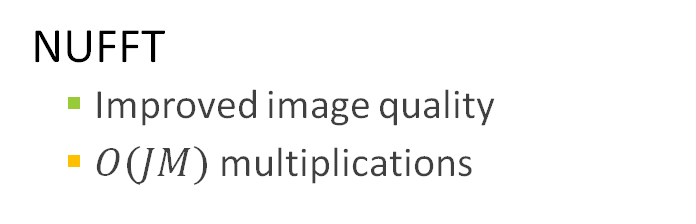 NUFFT
Improved image quality
O(JM) multiplications